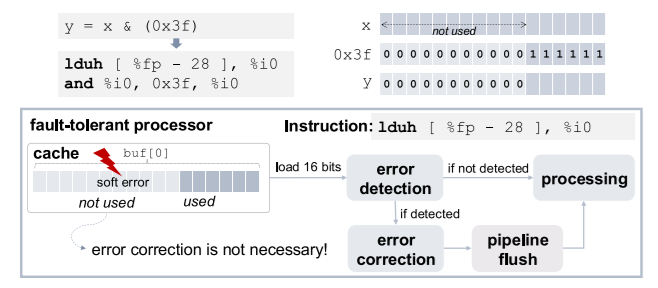 y = x & (0x3f)
lduh [ %fp - 28 ], %i0
and %i0, 0x3f, %i0
x
not used
0x3f 0 0 0 0 0 0 0 0 0 0 1 1 1 1 1 1
y 0 0 0 0 0 0 0 0 0 0
fault-tolerant processor
Instruction: lduh [ %fp - 28 ], %i0
cache
buf[0]
soft error
not used used
load 16 bits
error
detection
if not detected
processing
if detected
error
correction
pipeline
flush
error correction is not necessary!